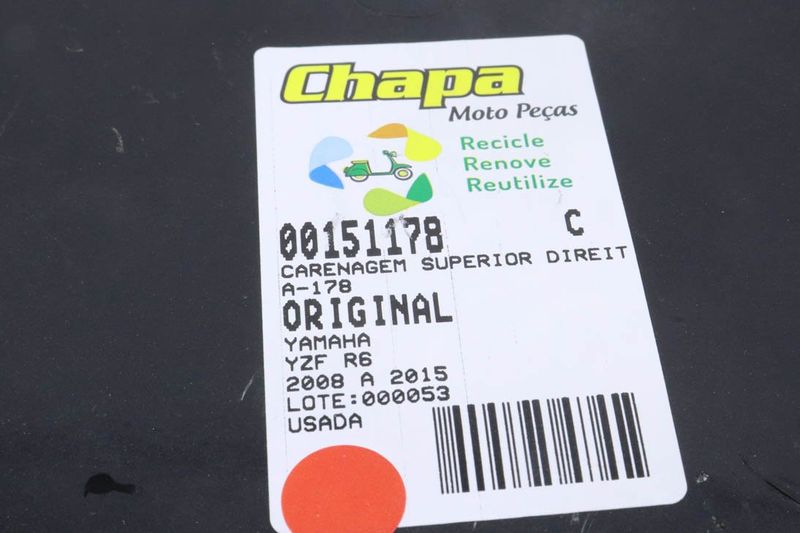 Chapa
Moto Peças
Recicle
Renove
Reutilize
00151178 C
CARENAGEM SUPERIOR DIREIT
A-178
ORIGINAL
YAMAHA
YZF R6
2008 A 2015
LOTE:000053
USADA